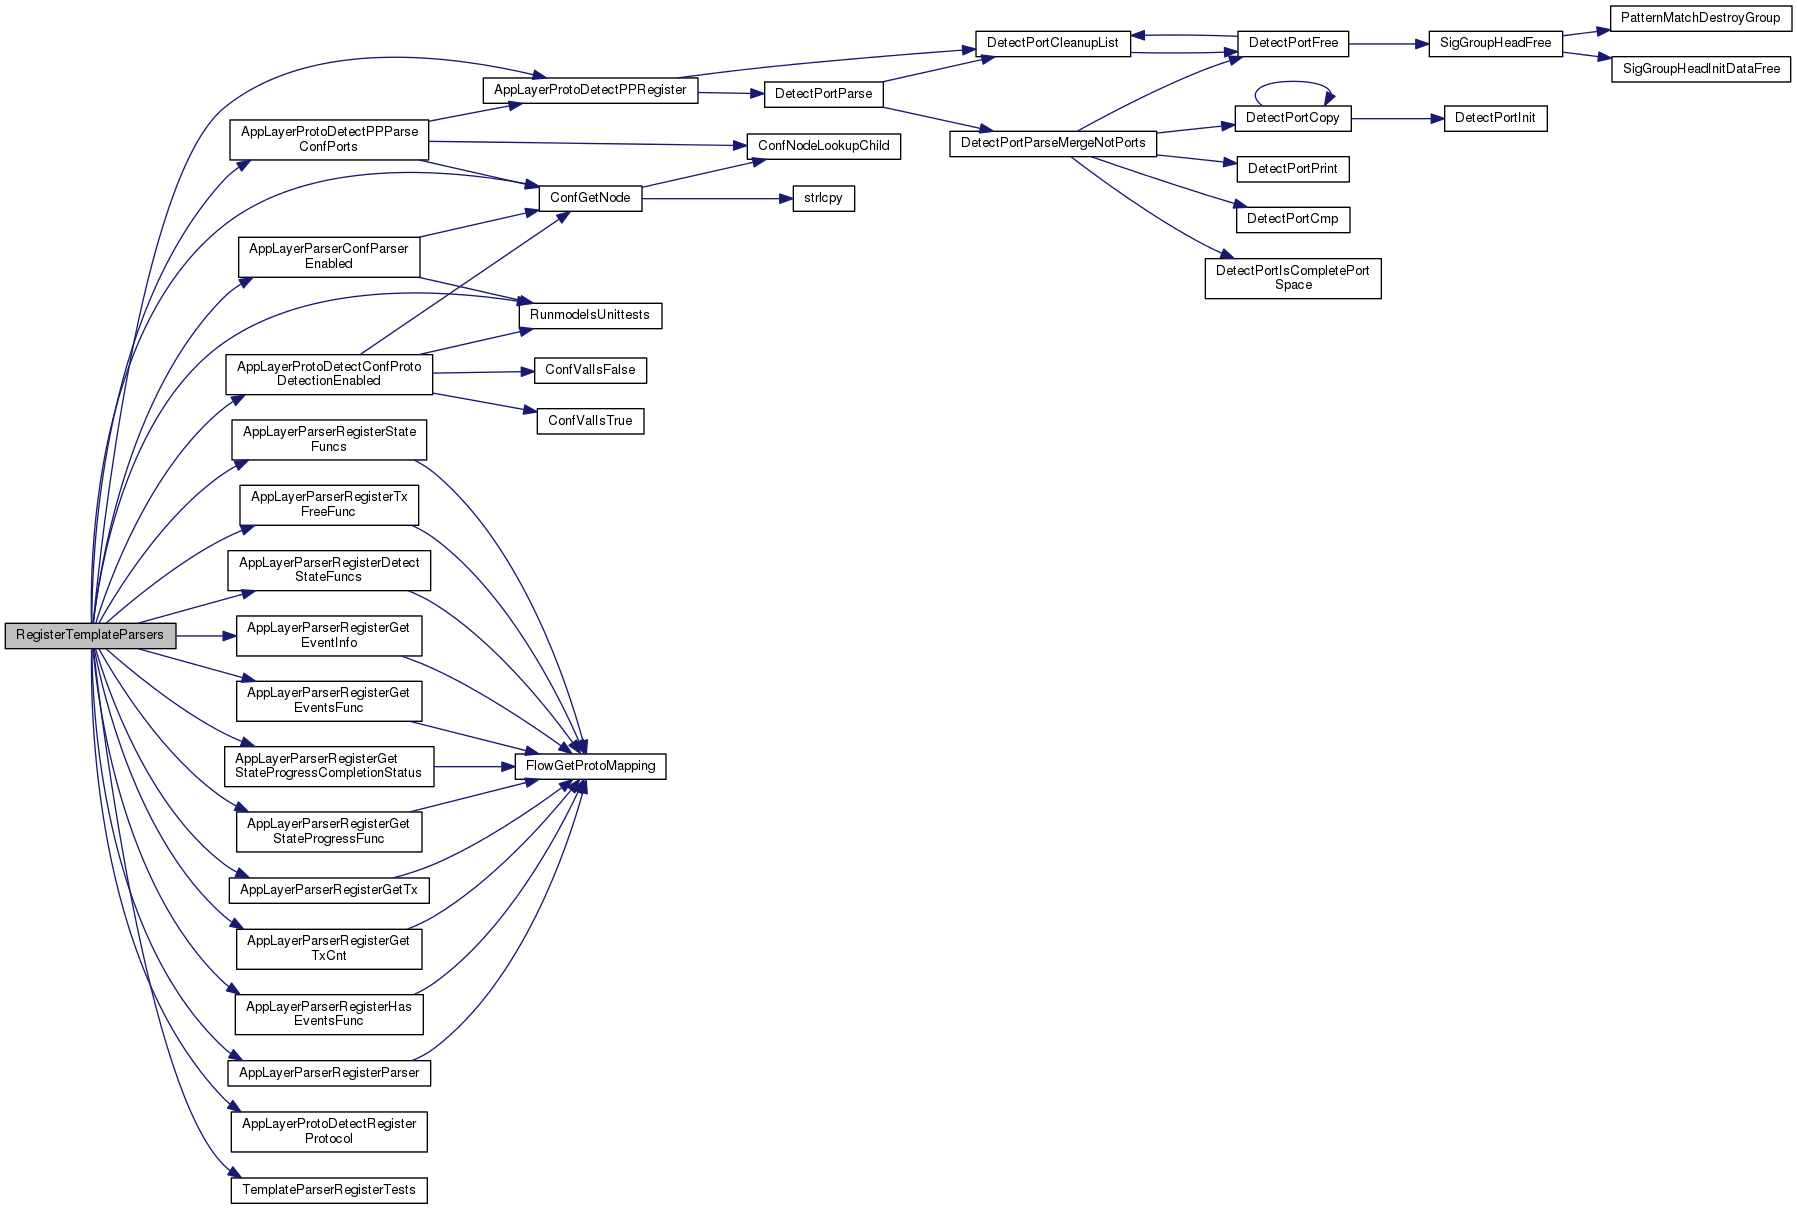 RegisterTemplateParsers
AppLayerProtoDetectPPRegister
AppLayerProtoDetectPPParse
ConfPorts
ConfGetNode
AppLayerParserConfParser
Enabled
RunmodeIsUnittests
AppLayerProtoDetectConfProto
DetectionEnabled
ConfValIsFalse
ConfValIsTrue
AppLayerParserRegisterState
Funcs
AppLayerParserRegisterTx
FreeFunc
AppLayerParserRegisterDetect
StateFuncs
AppLayerParserRegisterGet
EventInfo
AppLayerParserRegisterGet
EventsFunc
AppLayerParserRegisterGet
StateProgressCompletionStatus
AppLayerParserRegisterGet
StateProgressFunc
AppLayerParserRegisterGetTx
AppLayerParserRegisterGet
TxCnt
AppLayerParserRegisterHas
EventsFunc
AppLayerParserRegisterParser
AppLayerProtoDetectRegister
Protocol
TemplateParserRegisterTests
FlowGetProtoMapping
DetectPortParse
ConfNodeLookupChild
strlcpy
DetectPortCleanupList
DetectPortParseMergeNotPorts
DetectPortFree
DetectPortCopy
DetectPortPrint
DetectPortCmp
DetectPortIsCompletePort
Space
SigGroupHeadFree
DetectPortInit
PatternMatchDestroyGroup
SigGroupHeadInitDataFree